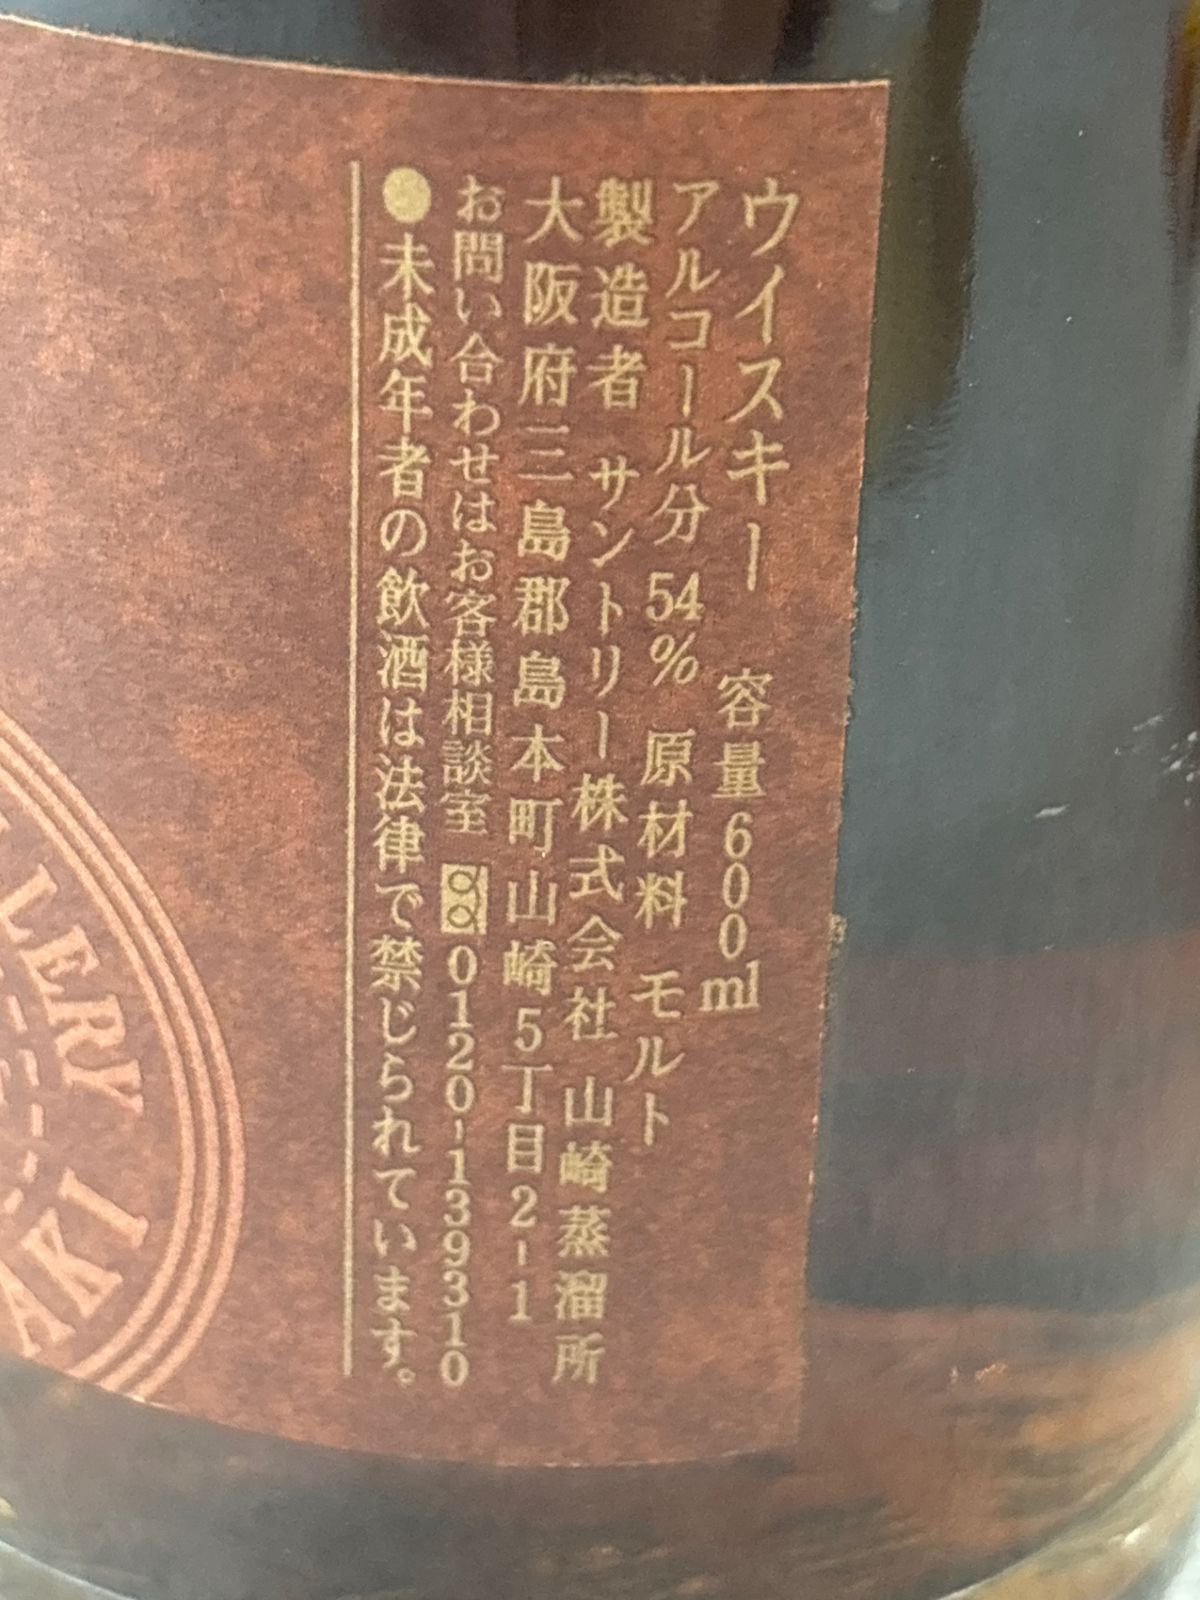 ウイスキー 容量600ml
アルコール分54% 原材料 モルト
製造者 サントリー株式会社 山崎蒸溜所
大阪府三島郡島本町山崎5丁目2-1
お問い合わせはお客様相談室 0120-139310
●未成年者の飲酒は法律で禁じられています。
LLERY
AKI